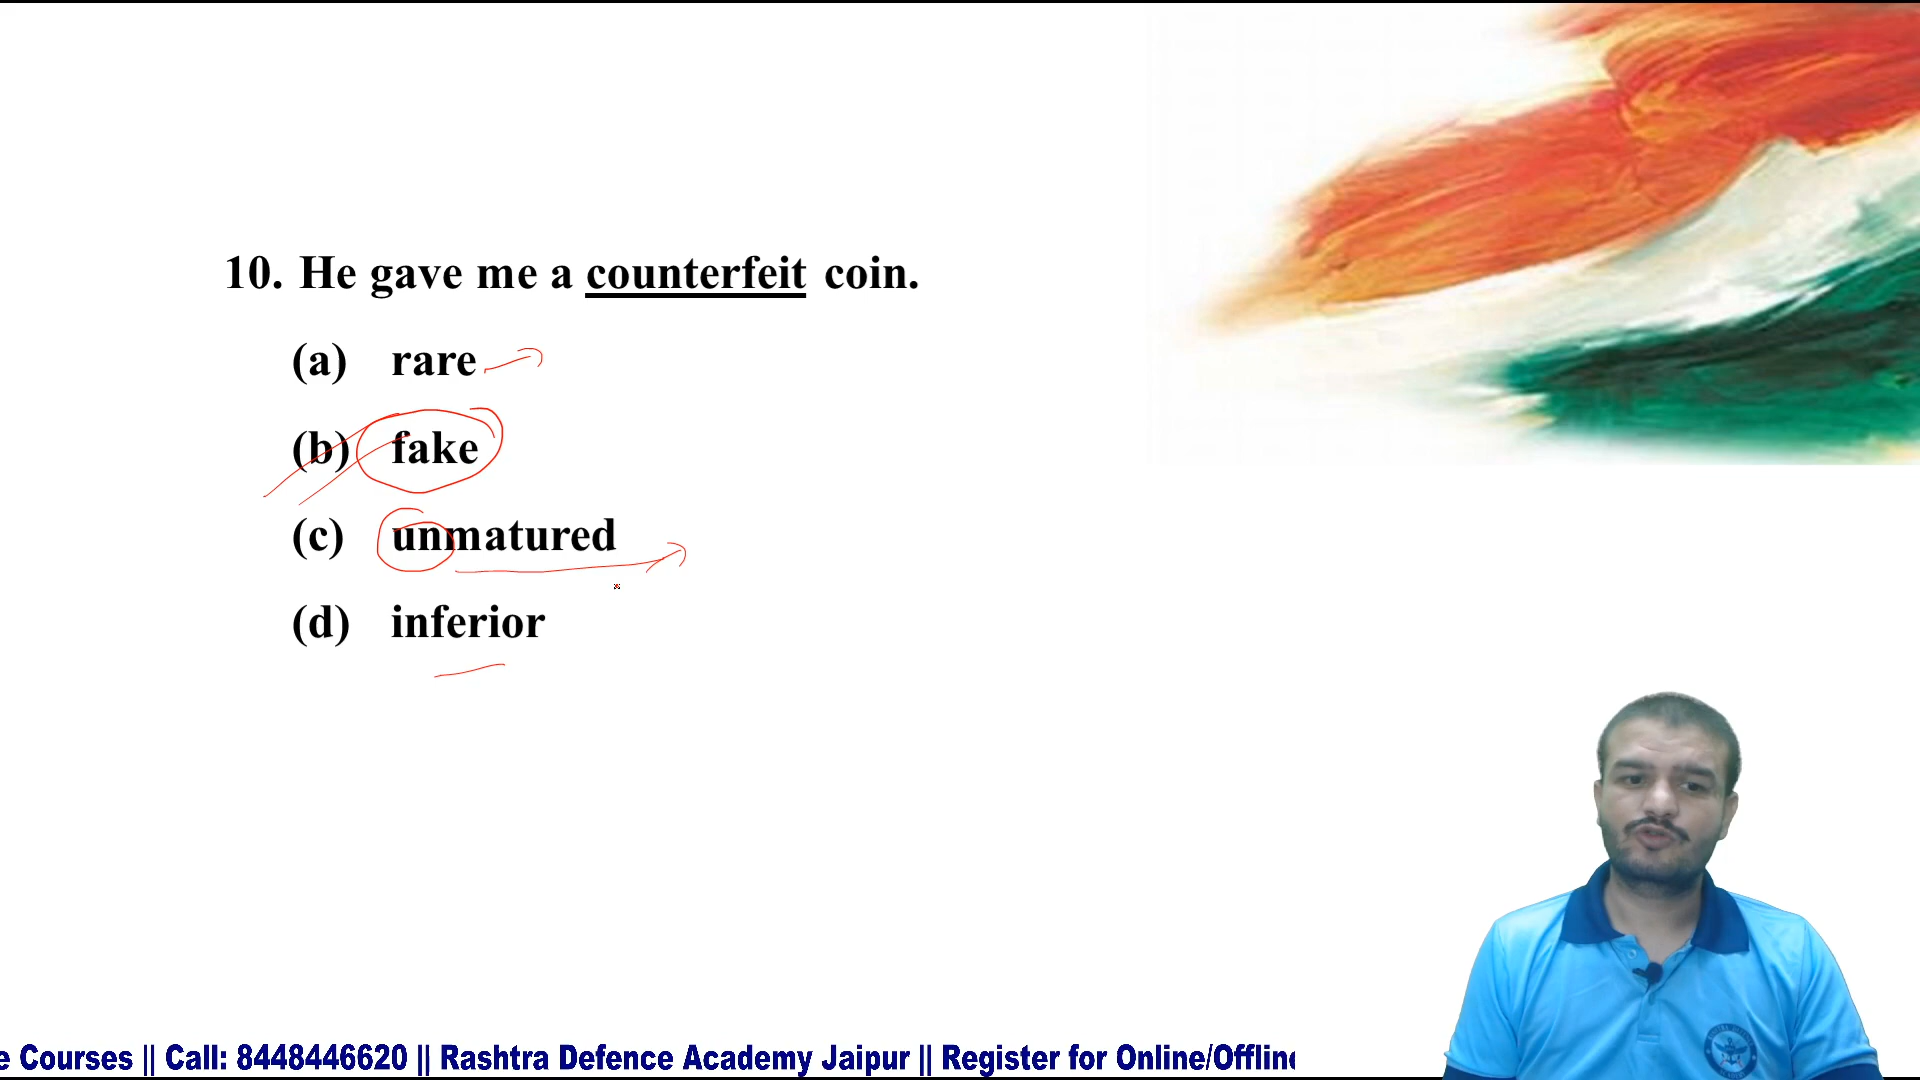 10. He gave me a counterfeit coin.
(a) rare
(b) fake
(c) unmatured
(d) inferior
e Courses || Call: 8448446620 || Rashtra Defence Academy Jaipur || Register for Online/Offline